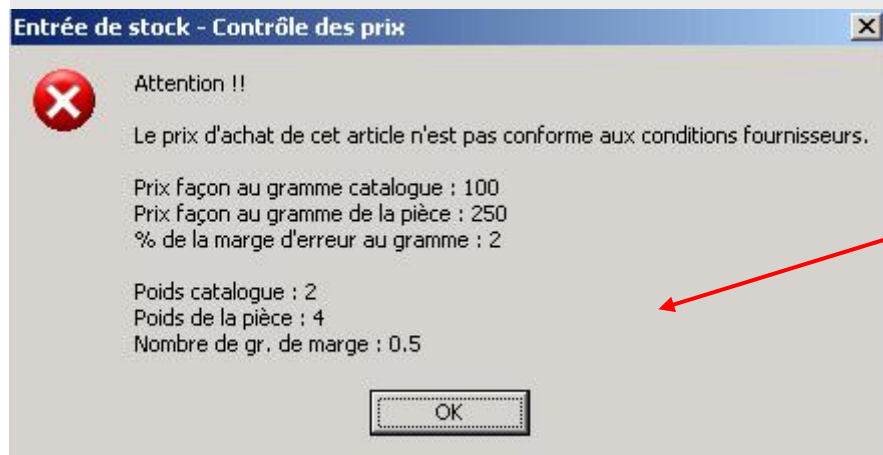 Entrée de stock - Contrôle des prix
Attention !!
Le prix d'achat de cet article n'est pas conforme aux conditions fournisseurs.
Prix façon au gramme catalogue : 100
Prix façon au gramme de la pièce : 250
% de la marge d'erreur au gramme : 2
Poids catalogue : 2
Poids de la pièce : 4
Nombre de gr. de marge : 0.5
OK